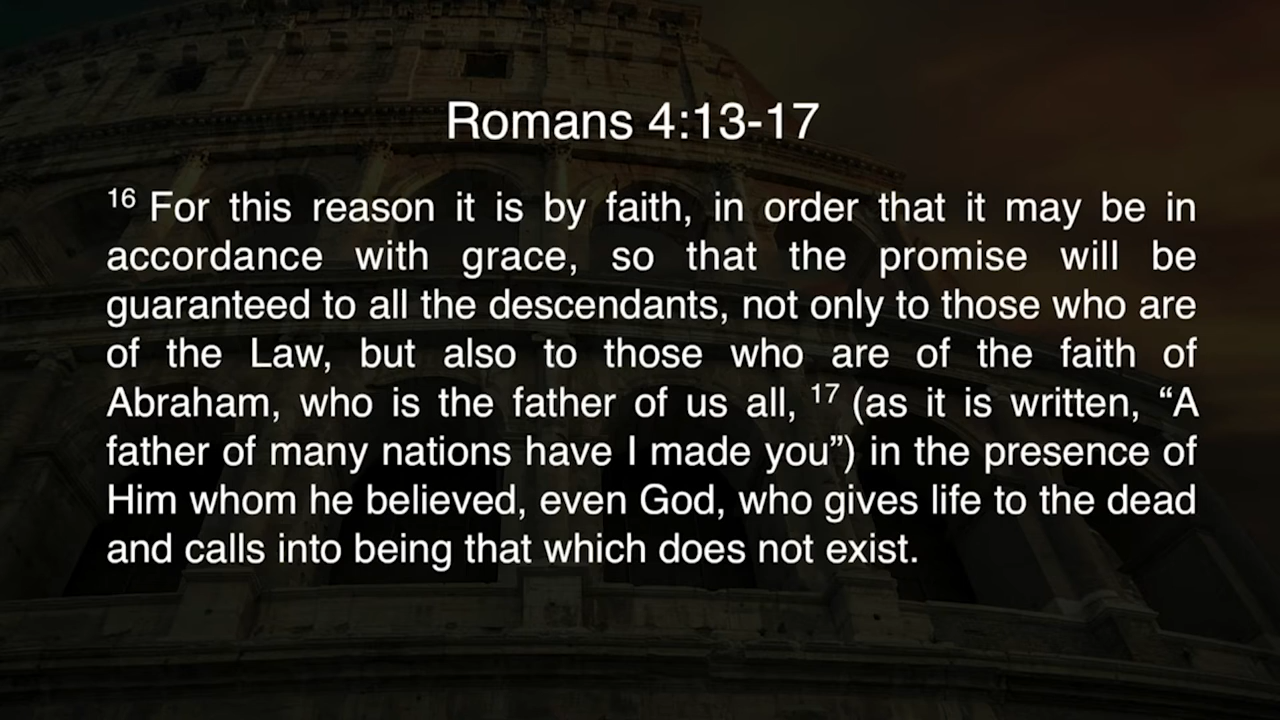 Romans 4:13-17
16 For this reason it is by faith, in order that it may be in
accordance with grace, so that the promise will be
guaranteed to all the descendants, not only to those who are
of the Law, but also to those who are of the faith of
Abraham, who is the father of us all, 17 (as it is written, “A
father of many nations have I made you”) in the presence of
Him whom he believed, even God, who gives life to the dead
and calls into being that which does not exist.